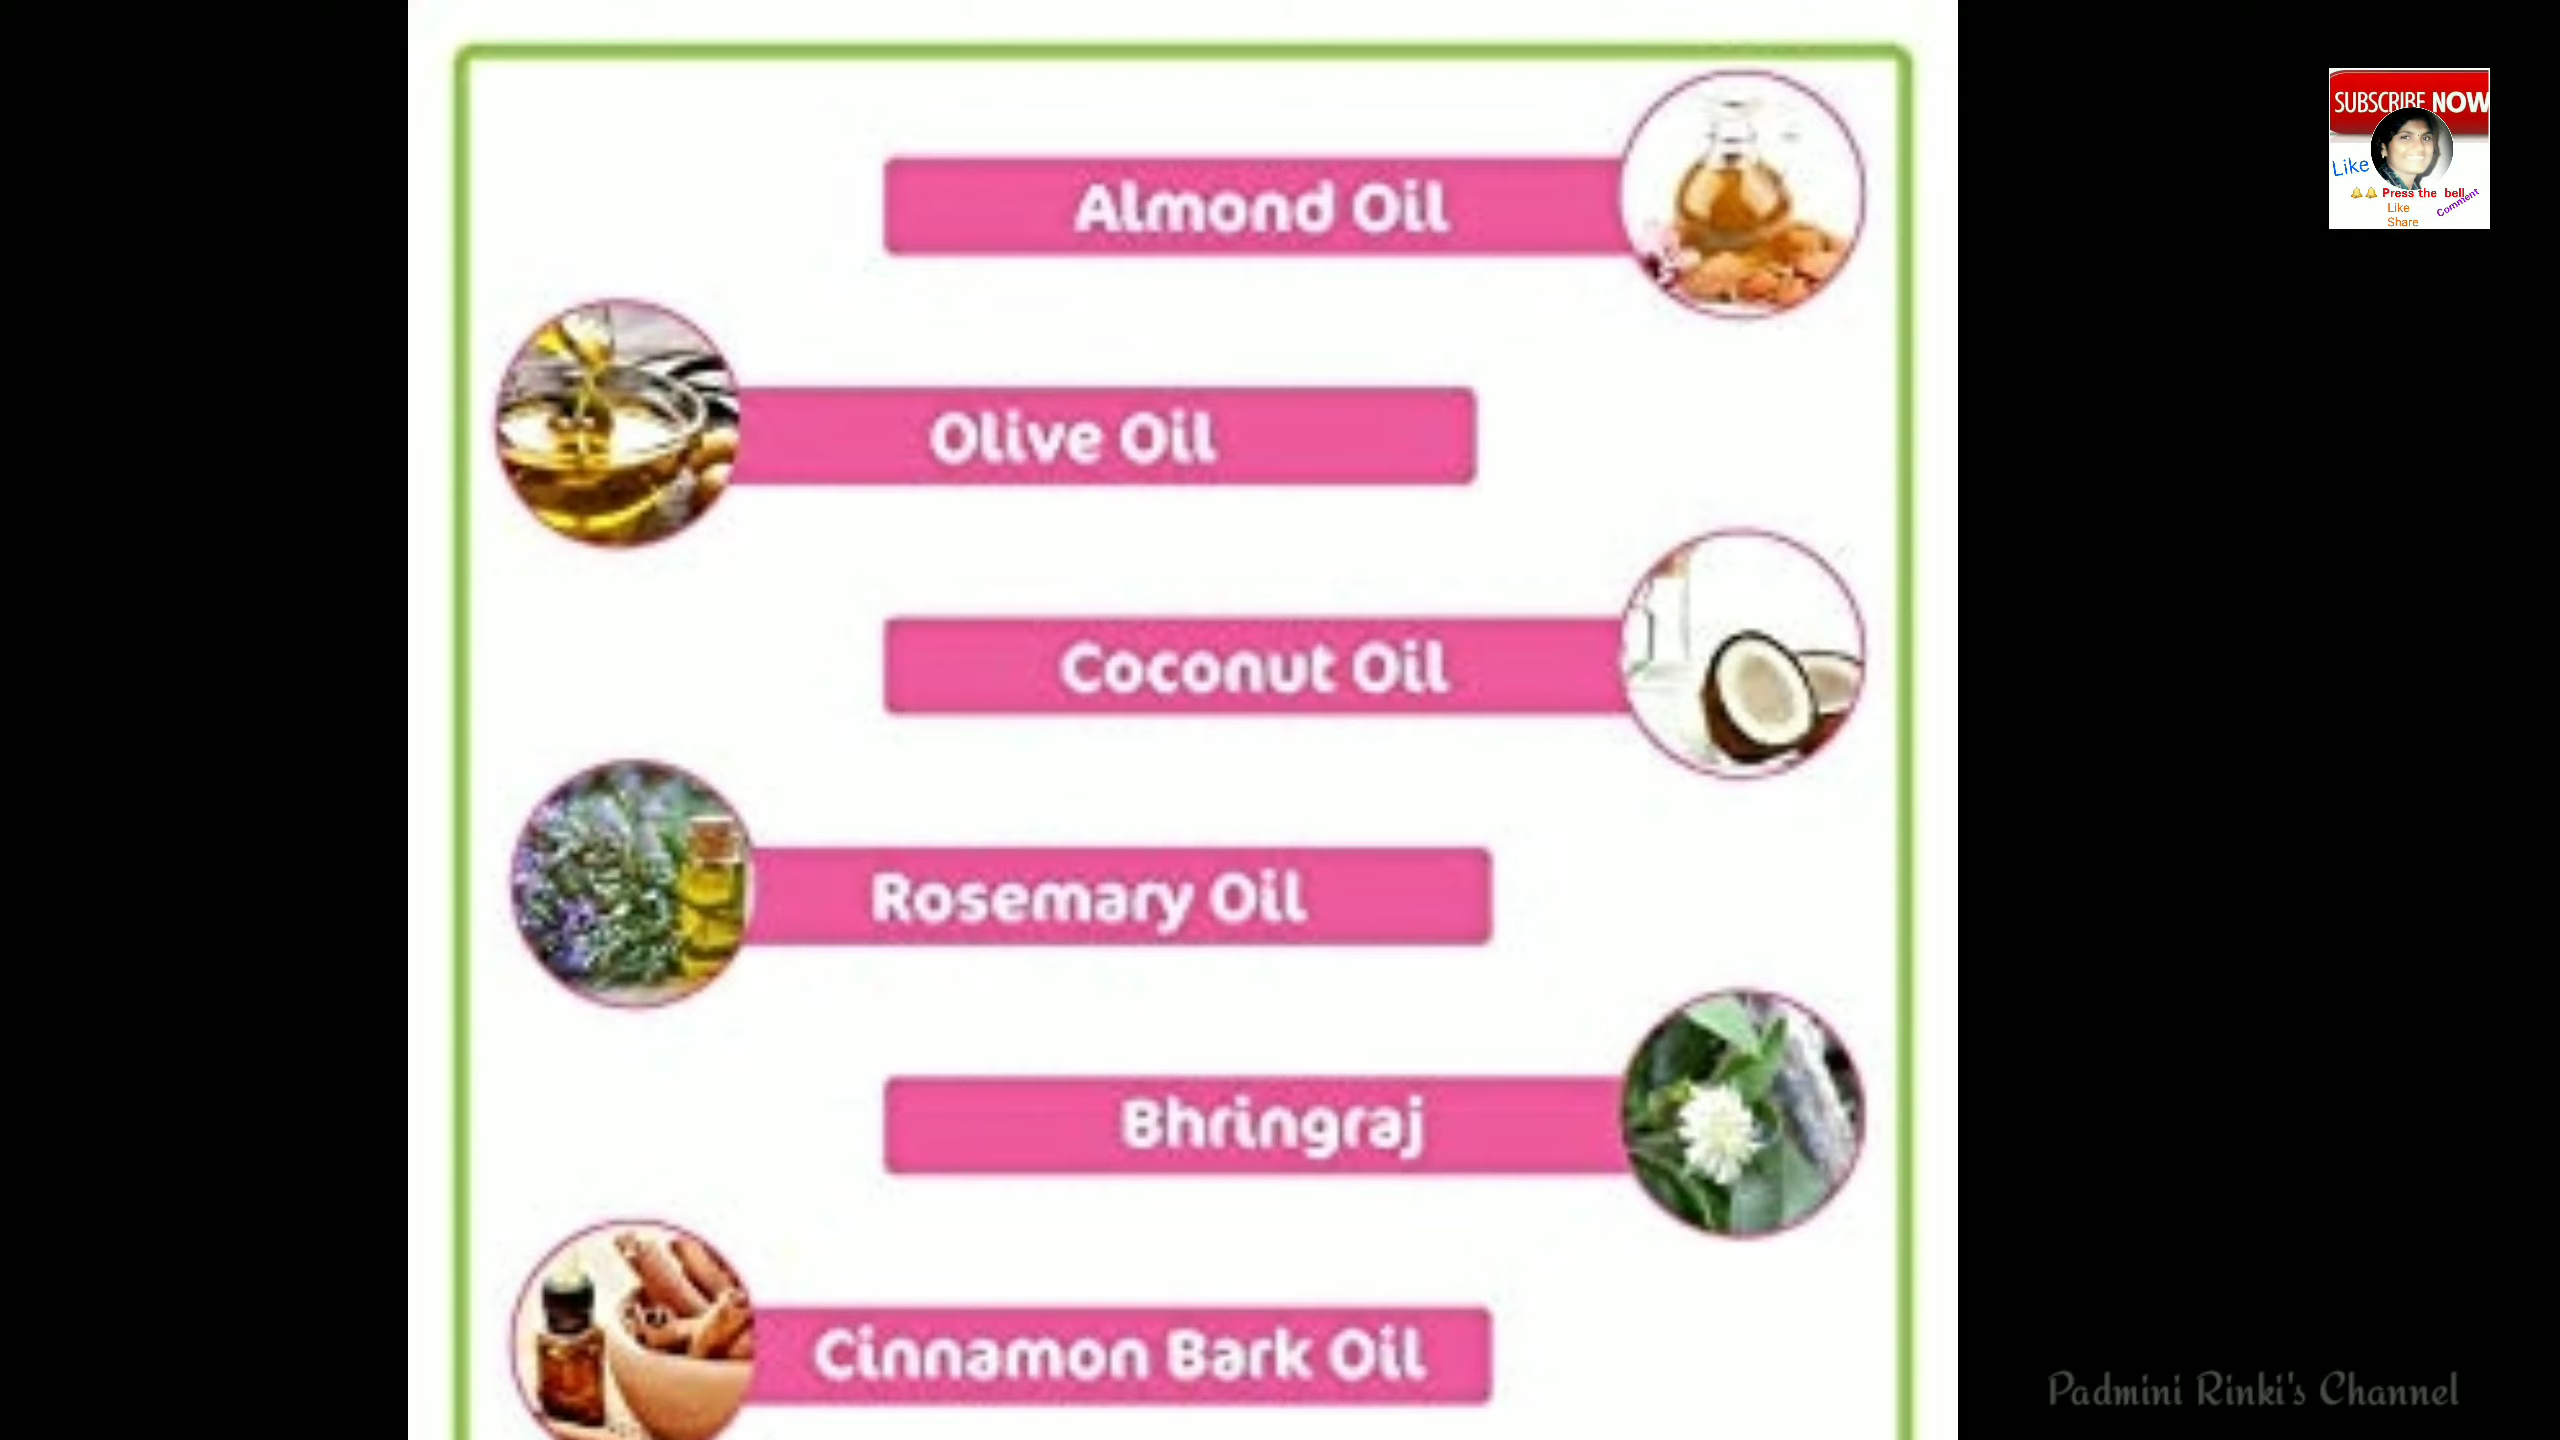 Almond Oil
Olive Oil
Coconut Oil
Rosemary Oil
Bhringraj
Cinnamon Bark Oil
SUBSCRIBE NOW
Like
🔔🔔 Press the bell
Comment
Like
Share
Padmini Rinki's Channel